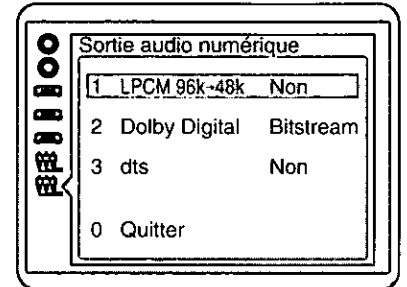 Sortie audio numérique
1 LPCM 96k→48k Non
2 Dolby Digital Bitstream
3 dts Non
0 Quitter